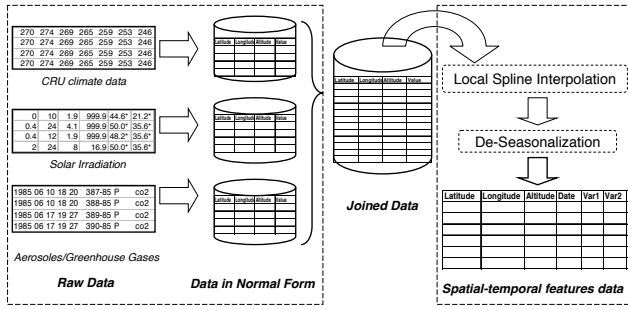 270 274 269 265 259 253 246
270 274 269 265 259 253 246
270 274 269 265 259 253 246
270 274 269 265 259 253 246
CRU climate data
0 10 1.9 999.9 44.6* 21.2*
0.4 24 4.1 999.9 50.0* 35.6*
0.4 12 1.9 999.9 48.2* 35.6*
2 24 8 16.9 50.0* 35.6*
Solar Irradiation
1985 06 10 18 20 387-85 P co2
1985 06 10 18 20 388-85 P co2
1985 06 17 19 27 389-85 P co2
1985 06 17 19 27 390-85 P co2
Aerosoles/Greenhouse Gases
Raw Data
Latitude Longitude Altitude Value
Latitude Longitude Altitude Value
Latitude Longitude Altitude Value
Data in Normal Form
Latitude Longitude Altitude Value
Joined Data
Local Spline Interpolation
De-Seasonalization
Latitude Longitude Altitude Date Var1 Var2
Spatial-temporal features data